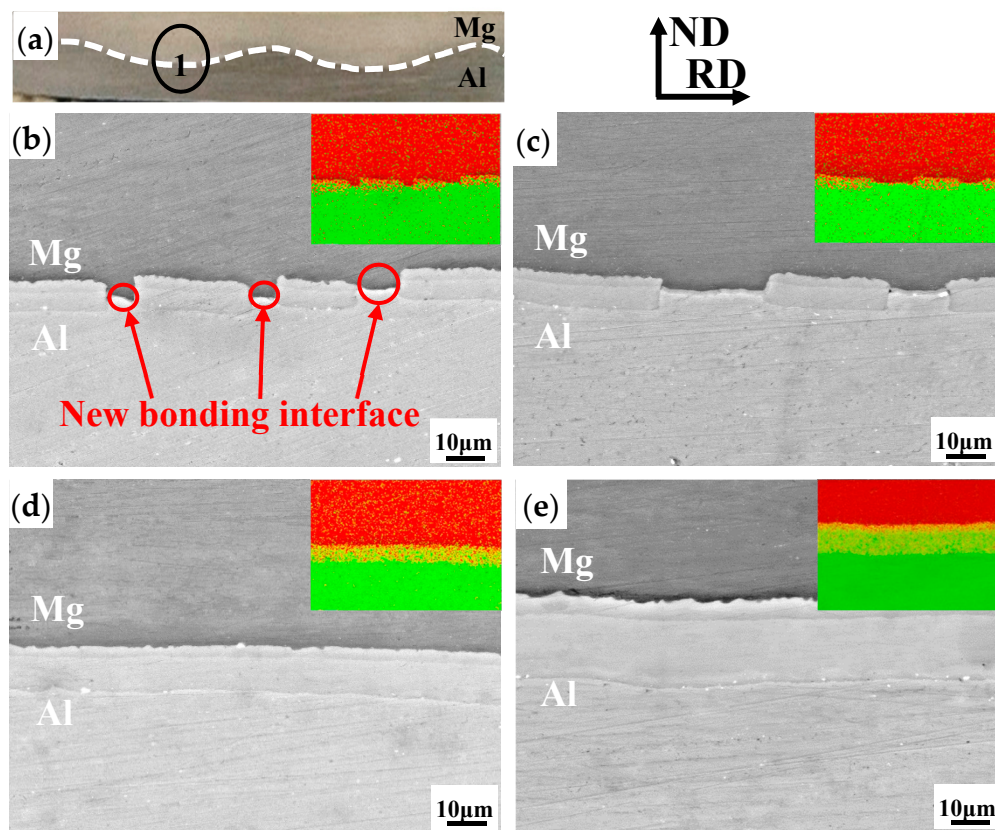 (a)
Mg
1
Al
ND
RD
(b)
Mg
Al
New bonding interface
10μm
(c)
Mg
Al
10μm
(d)
Mg
Al
10μm
(e)
Mg
Al
10μm